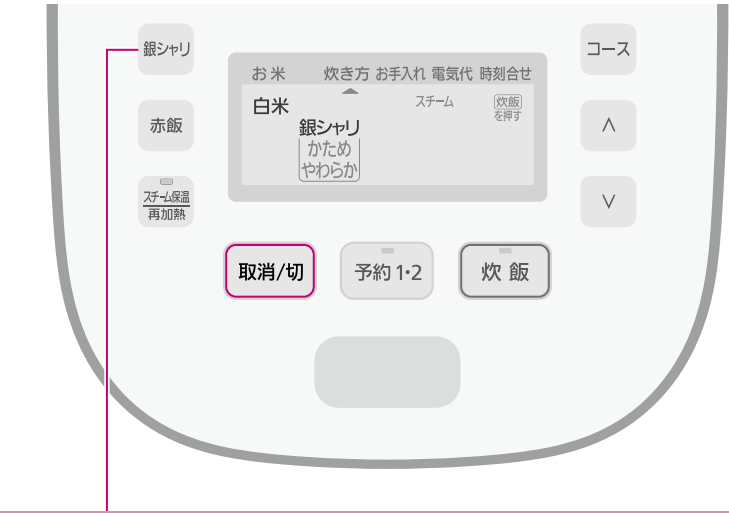 銀シャリ
コース
お米 炊き方 お手入れ 電気代 時刻合せ
白米
スチーム
炊飯
を押す
銀シャリ
かため
やわらか
赤飯
∧
スチーム保温
再加熱
∨
取消/切
予約 1・2
炊飯